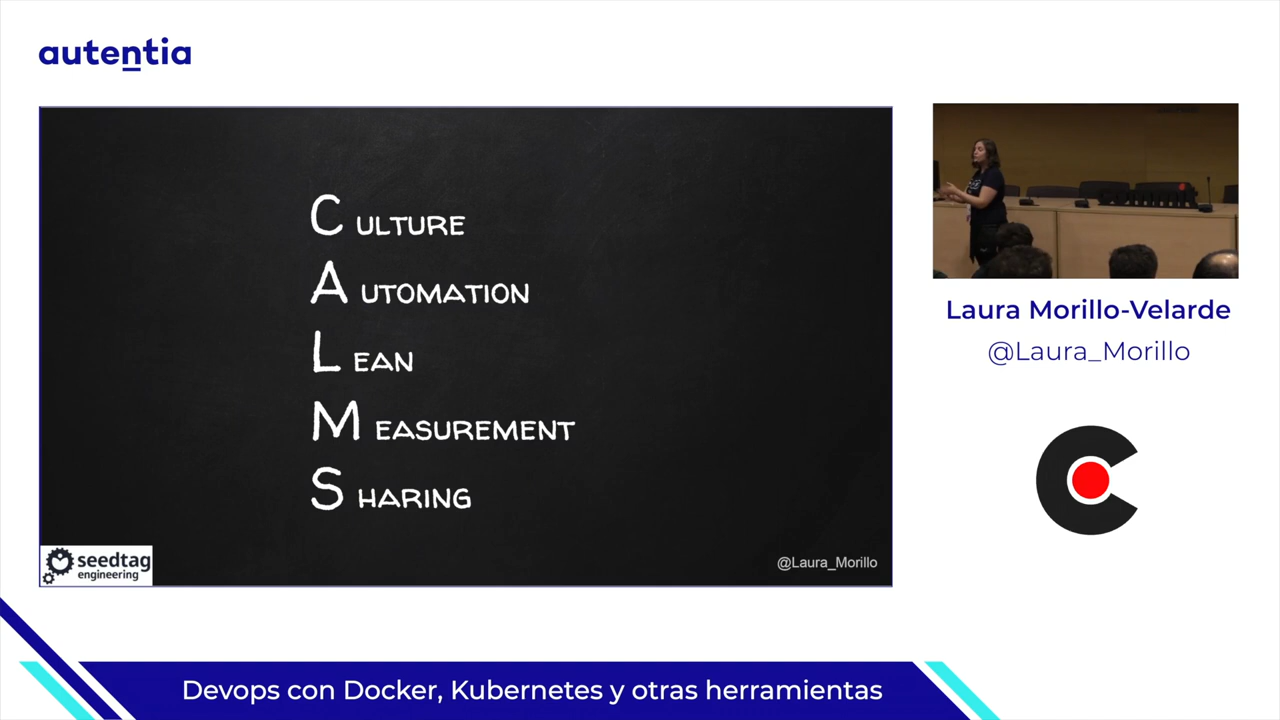 autentia
CULTURE
AUTOMATION
LEAN
MEASUREMENT
SHARING
seedtag
engineering
@Laura_Morillo
Laura Morillo-Velarde
@Laura_Morillo
Devops con Docker, Kubernetes y otras herramientas